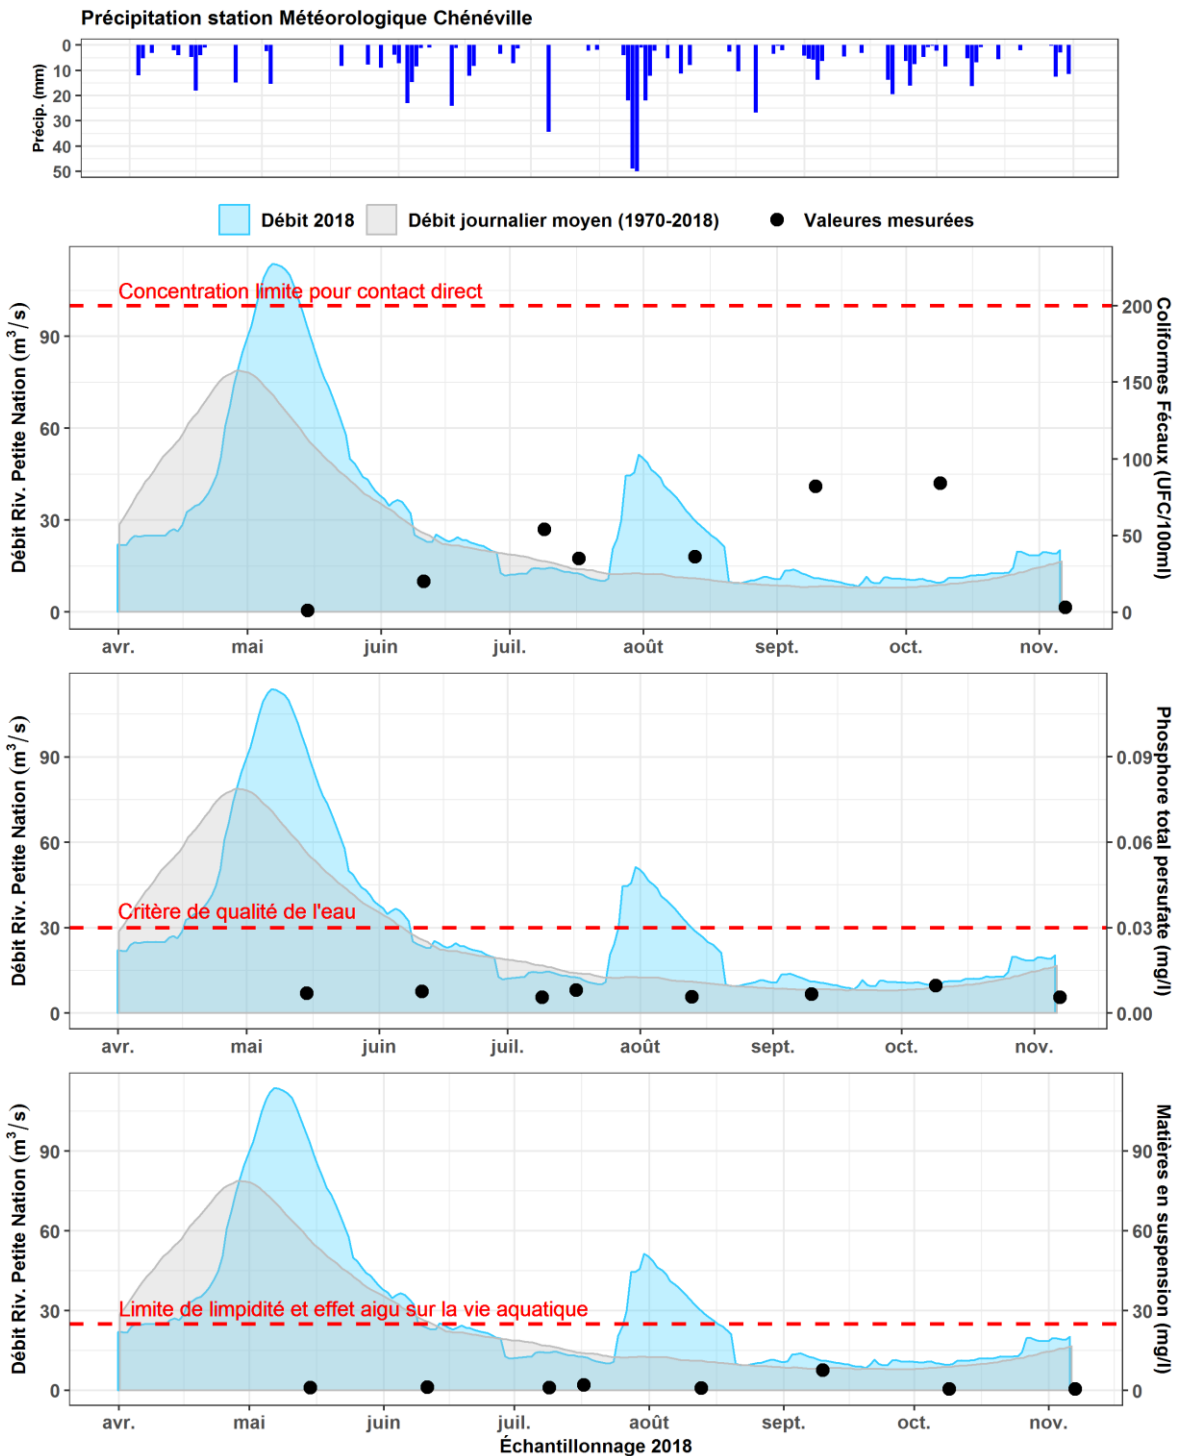 Précipitation station Météorologique Chénéville
Précip. (mm)
0
10
20
30
40
50
Débit 2018
Débit journalier moyen (1970-2018)
Valeures mesurées
Débit Riv. Petite Nation (m³/s)
90
60
30
0
Concentration limite pour contact direct
200
150
100
50
0
Coliformes Fécaux (UFC/100ml)
avr. mai juin juil. août sept. oct. nov.
Débit Riv. Petite Nation (m³/s)
90
60
30
0
Critère de qualité de l'eau
0.09
0.06
0.03
0.00
Phosphore total persufate (mg/l)
avr. mai juin juil. août sept. oct. nov.
Débit Riv. Petite Nation (m³/s)
90
60
30
0
Limite de limpidité et effet aigu sur la vie aquatique
90
60
30
0
Matières en suspension (mg/l)
avr. mai juin juil. août sept. oct. nov.
Échantillonnage 2018